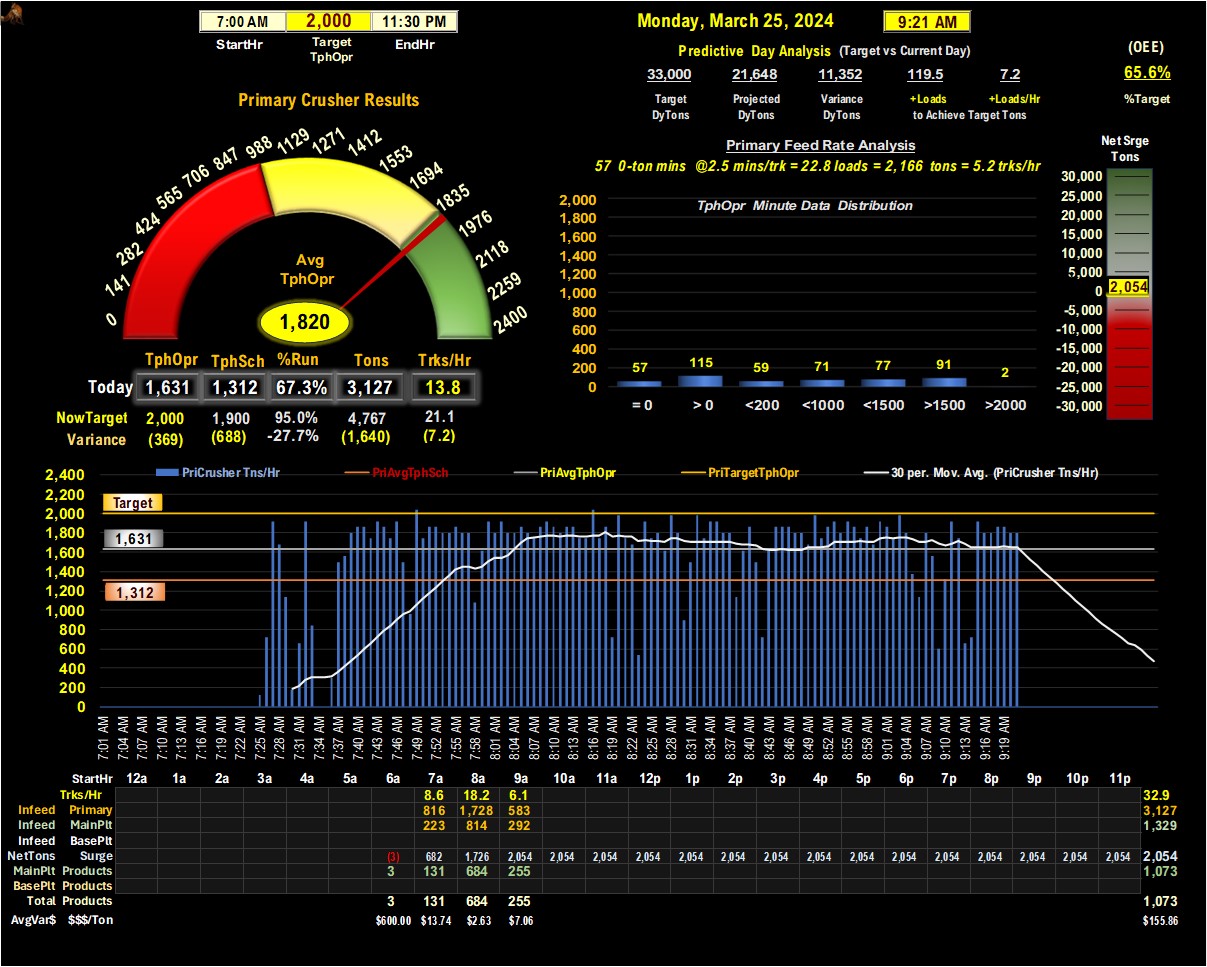 7:00 AM 2,000 11:30 PM
StartHr Target TphOpr EndHr
Monday, March 25, 2024 9:21 AM
Predictive Day Analysis (Target vs Current Day)
33,000 21,648 11,352 119.5 7.2
Target Projected Variance +Loads +Loads/Hr
DyTons DyTons DyTons to Achieve Target Tons
(OEE)
65.6%
%Target
Primary Crusher Results
0 141 282 424 565 706 847 988 1129 1271 1412 1553 1694 1835 1976 2118 2259 2400
Avg
TphOpr
1,820
Primary Feed Rate Analysis
57 0-ton mins @2.5 mins/trk = 22.8 loads = 2,166 tons = 5.2 trks/hr
TphOpr Minute Data Distribution
2,000
1,800
1,600
1,400
1,200
1,000
800
600
400
200
0
57 115 59 71 77 91 2
= 0 > 0 <200 <1000 <1500 >1500 >2000
Net Srge
Tons
30,000
25,000
20,000
15,000
10,000
5,000
0 2,054
-5,000
-10,000
-15,000
-20,000
-25,000
-30,000
TphOpr TphSch %Run Tons Trks/Hr
Today 1,631 1,312 67.3% 3,127 13.8
NowTarget 2,000 1,900 95.0% 4,767 21.1
Variance (369) (688) -27.7% (1,640) (7.2)
PriCrusher Tns/Hr PriAvgTphSch PriAvgTphOpr PriTargetTphOpr 30 per. Mov. Avg. (PriCrusher Tns/Hr)
2,400
2,200
2,000
1,800
1,600
1,400
1,200
1,000
800
600
400
200
0
Target
1,631
1,312
7:01 AM 7:04 AM 7:07 AM 7:10 AM 7:13 AM 7:16 AM 7:19 AM 7:22 AM 7:25 AM 7:28 AM 7:31 AM 7:34 AM 7:37 AM 7:40 AM 7:43 AM 7:46 AM 7:49 AM 7:52 AM 7:55 AM 7:58 AM 8:01 AM 8:04 AM 8:07 AM 8:10 AM 8:13 AM 8:16 AM 8:19 AM 8:22 AM 8:25 AM 8:28 AM 8:31 AM 8:34 AM 8:37 AM 8:40 AM 8:43 AM 8:46 AM 8:49 AM 8:52 AM 8:55 AM 8:58 AM 9:01 AM 9:04 AM 9:07 AM 9:10 AM 9:13 AM 9:16 AM 9:19 AM
StartHr 12a 1a 2a 3a 4a 5a 6a 7a 8a 9a 10a 11a 12p 1p 2p 3p 4p 5p 6p 7p 8p 9p 10p 11p
Trks/Hr 8.6 18.2 6.1 32.9
Infeed Primary 816 1,728 583 3,127
Infeed MainPlt 223 814 292 1,329
Infeed BasePlt
NetTons Surge (3) 682 1,726 2,054 2,054 2,054 2,054 2,054 2,054 2,054 2,054 2,054 2,054 2,054 2,054 2,054 2,054 2,054 2,054
MainPlt Products 3 131 684 255 1,073
BasePlt Products
Total Products 3 131 684 255 1,073
AvgVar$ $$$/Ton $600.00 $13.74 $2.63 $7.06 $155.86